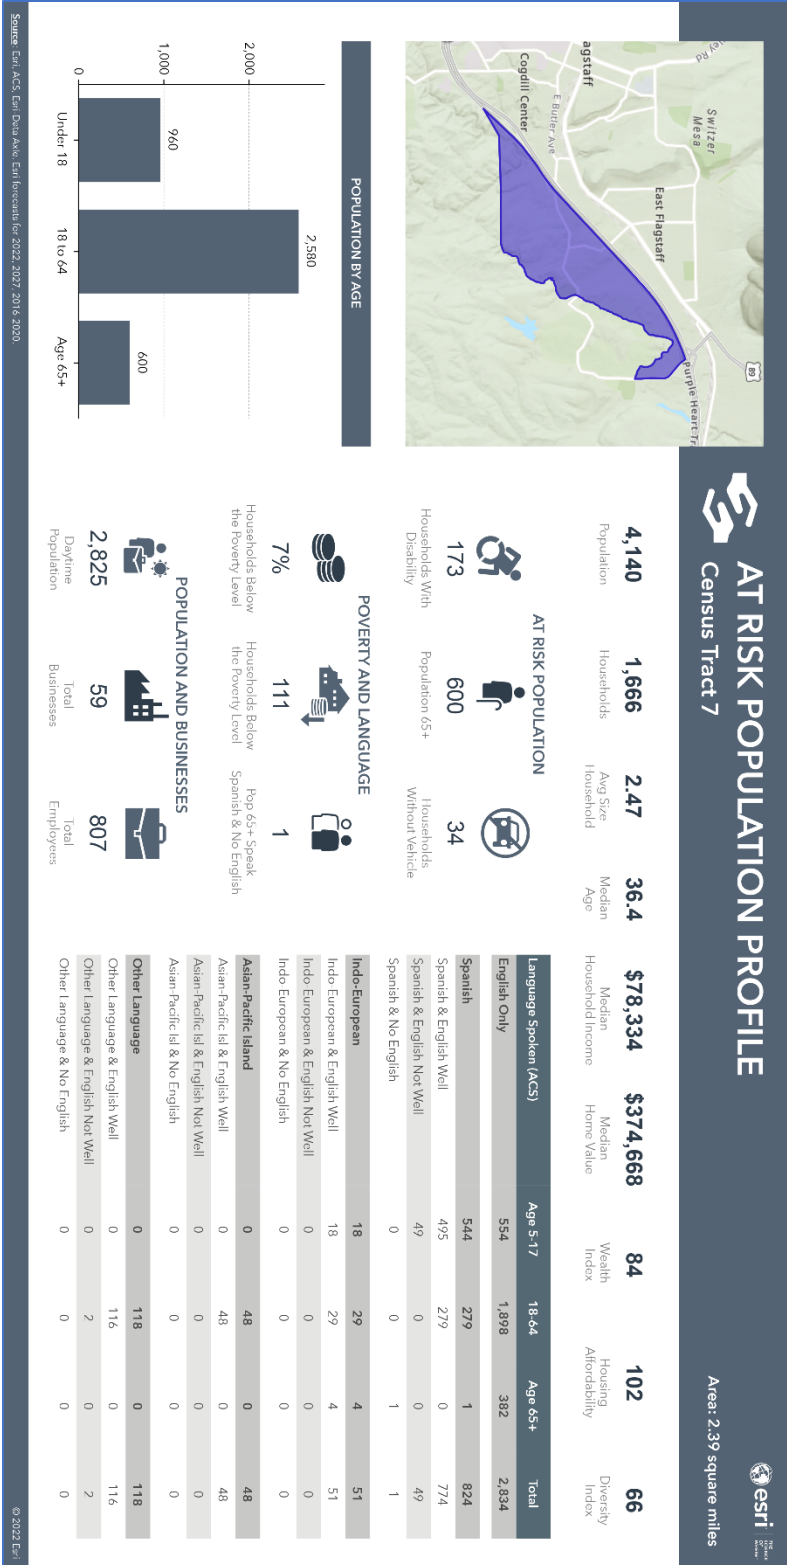 AT RISK POPULATION PROFILE
Census Tract 7
Area: 2.39 square miles
esri
THE
SCIENCE
OF
WHERE
ley Rd
Switzer
Mesa
East Flagstaff
agstaff
E Butler Ave
Cogdill Center
89
Purple Heart Tr
4,140
Population
1,666
Households
2.47
Avg Size
Household
36.4
Median
Age
$78,334
Median
Household Income
$374,668
Median
Home Value
84
Wealth
Index
102
Housing
Affordability
66
Diversity
Index
AT RISK POPULATION
173
Households With
Disability
600
Population 65+
34
Households
Without Vehicle
POVERTY AND LANGUAGE
7%
Households Below
the Poverty Level
111
Households Below
the Poverty Level
1
Pop 65+ Speak
Spanish & No English
POPULATION AND BUSINESSES
2,825
Daytime
Population
59
Total
Businesses
807
Total
Employees
POPULATION BY AGE
2,000
1,000
0
960
2,580
600
Under 18
18 to 64
Age 65+
Language Spoken (ACS) Age 5-17 18-64 Age 65+ Total
English Only 554 1,898 382 2,834
Spanish 544 279 1 824
Spanish & English Well 495 279 0 774
Spanish & English Not Well 49 0 0 49
Spanish & No English 0 0 1 1
Indo-European 18 29 4 51
Indo European & English Well 18 29 4 51
Indo European & English Not Well 0 0 0 0
Indo European & No English 0 0 0 0
Asian-Pacific Island 0 48 0 48
Asian-Pacific Isl & English Well 0 48 0 48
Asian-Pacific Isl & English Not Well 0 0 0 0
Asian-Pacific Isl & No English 0 0 0 0
Other Language 0 118 0 118
Other Language & English Well 0 116 0 116
Other Language & English Not Well 0 2 0 2
Other Language & No English 0 0 0 0
Source: Esri, ACS, Esri Data Axle. Esri forecasts for 2022, 2027, 2016-2020.
© 2022 Esri